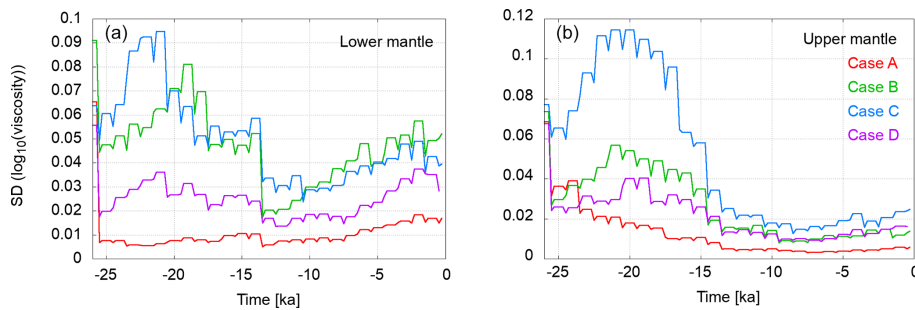 (a)
Lower mantle
SD (log10(viscosity))
0.1
0.09
0.08
0.07
0.06
0.05
0.04
0.03
0.02
0.01
0
-25
-20
-15
-10
-5
0
Time [ka]
(b)
Upper mantle
Case A
Case B
Case C
Case D
0.12
0.1
0.08
0.06
0.04
0.02
0
-25
-20
-15
-10
-5
0
Time [ka]